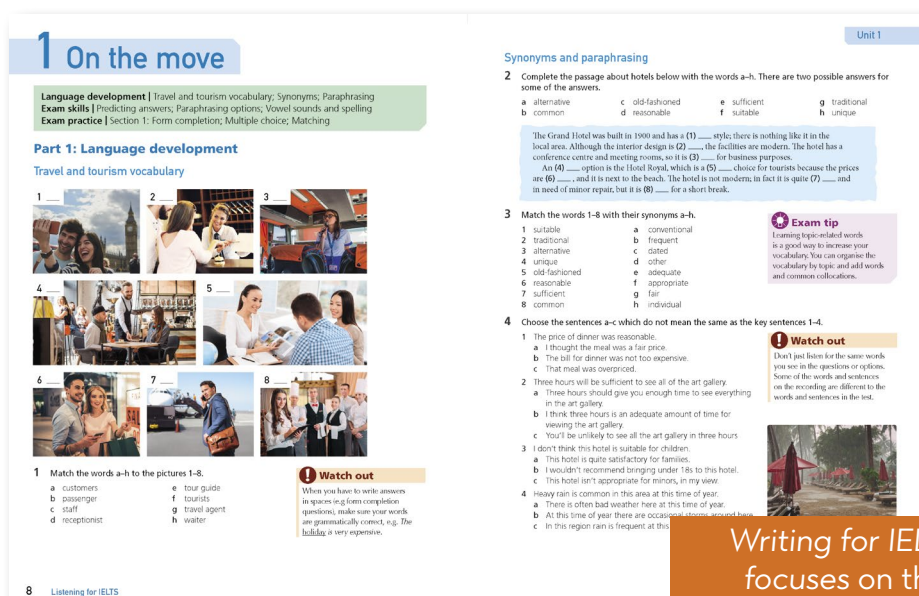 1 On the move
Language development | Travel and tourism vocabulary; Synonyms; Paraphrasing
Exam skills | Predicting answers; Paraphrasing options; Vowel sounds and spelling
Exam practice | Section 1: Form completion; Multiple choice; Matching
Part 1: Language development
Travel and tourism vocabulary
1 __
2 __
3 __
4 __
5 __
6 __
7 __
8 __
1 Match the words a–h to the pictures 1–8.
a customers
b passenger
c staff
d receptionist
e tour guide
f tourists
g travel agent
h waiter
Watch out
When you have to write answers
in spaces (e.g form completion
questions), make sure your words
are grammatically correct, e.g. The
holiday is very expensive.
8 Listening for IELTS
Unit 1
Synonyms and paraphrasing
2 Complete the passage about hotels below with the words a–h. There are two possible answers for
some of the answers.
a alternative
b common
c old-fashioned
d reasonable
e sufficient
f suitable
g traditional
h unique
The Grand Hotel was built in 1900 and has a (1) __ style; there is nothing like it in the
local area. Although the interior design is (2) __, the facilities are modern. The hotel has a
conference centre and meeting rooms, so it is (3) __ for business purposes.
An (4) __ option is the Hotel Royal, which is a (5) __ choice for tourists because the prices
are (6) __, and it is next to the beach. The hotel is not modern; in fact it is quite (7) __ and
in need of minor repair, but it is (8) __ for a short break.
3 Match the words 1–8 with their synonyms a–h.
1 suitable
2 traditional
3 alternative
4 unique
5 old-fashioned
6 reasonable
7 sufficient
8 common
a conventional
b frequent
c dated
d other
e adequate
f appropriate
g fair
h individual
Exam tip
Learning topic-related words
is a good way to increase your
vocabulary. You can organise the
vocabulary by topic and add words
and common collocations.
4 Choose the sentences a–c which do not mean the same as the key sentences 1–4.
1 The price of dinner was reasonable.
a I thought the meal was a fair price.
b The bill for dinner was not too expensive.
c That meal was overpriced.
2 Three hours will be sufficient to see all of the art gallery.
a Three hours should give you enough time to see everything
in the art gallery.
b I think three hours is an adequate amount of time for
viewing the art gallery.
c You'll be unlikely to see all the art gallery in three hours
3 I don't think this hotel is suitable for children.
a This hotel is quite satisfactory for families.
b I wouldn't recommend bringing under 18s to this hotel.
c This hotel isn't appropriate for minors, in my view
4 Heavy rain is common in this area at this time of year.
a There is often bad weather here at this time of year.
b At this time of year there are occasional storms around here
c In this region rain is frequent at this
Watch out
Don't just listen for the same words
you see in the questions or options.
Some of the words and sentences
on the recording are different to the
words and sentences in the test.
Writing for IEL
focuses on th